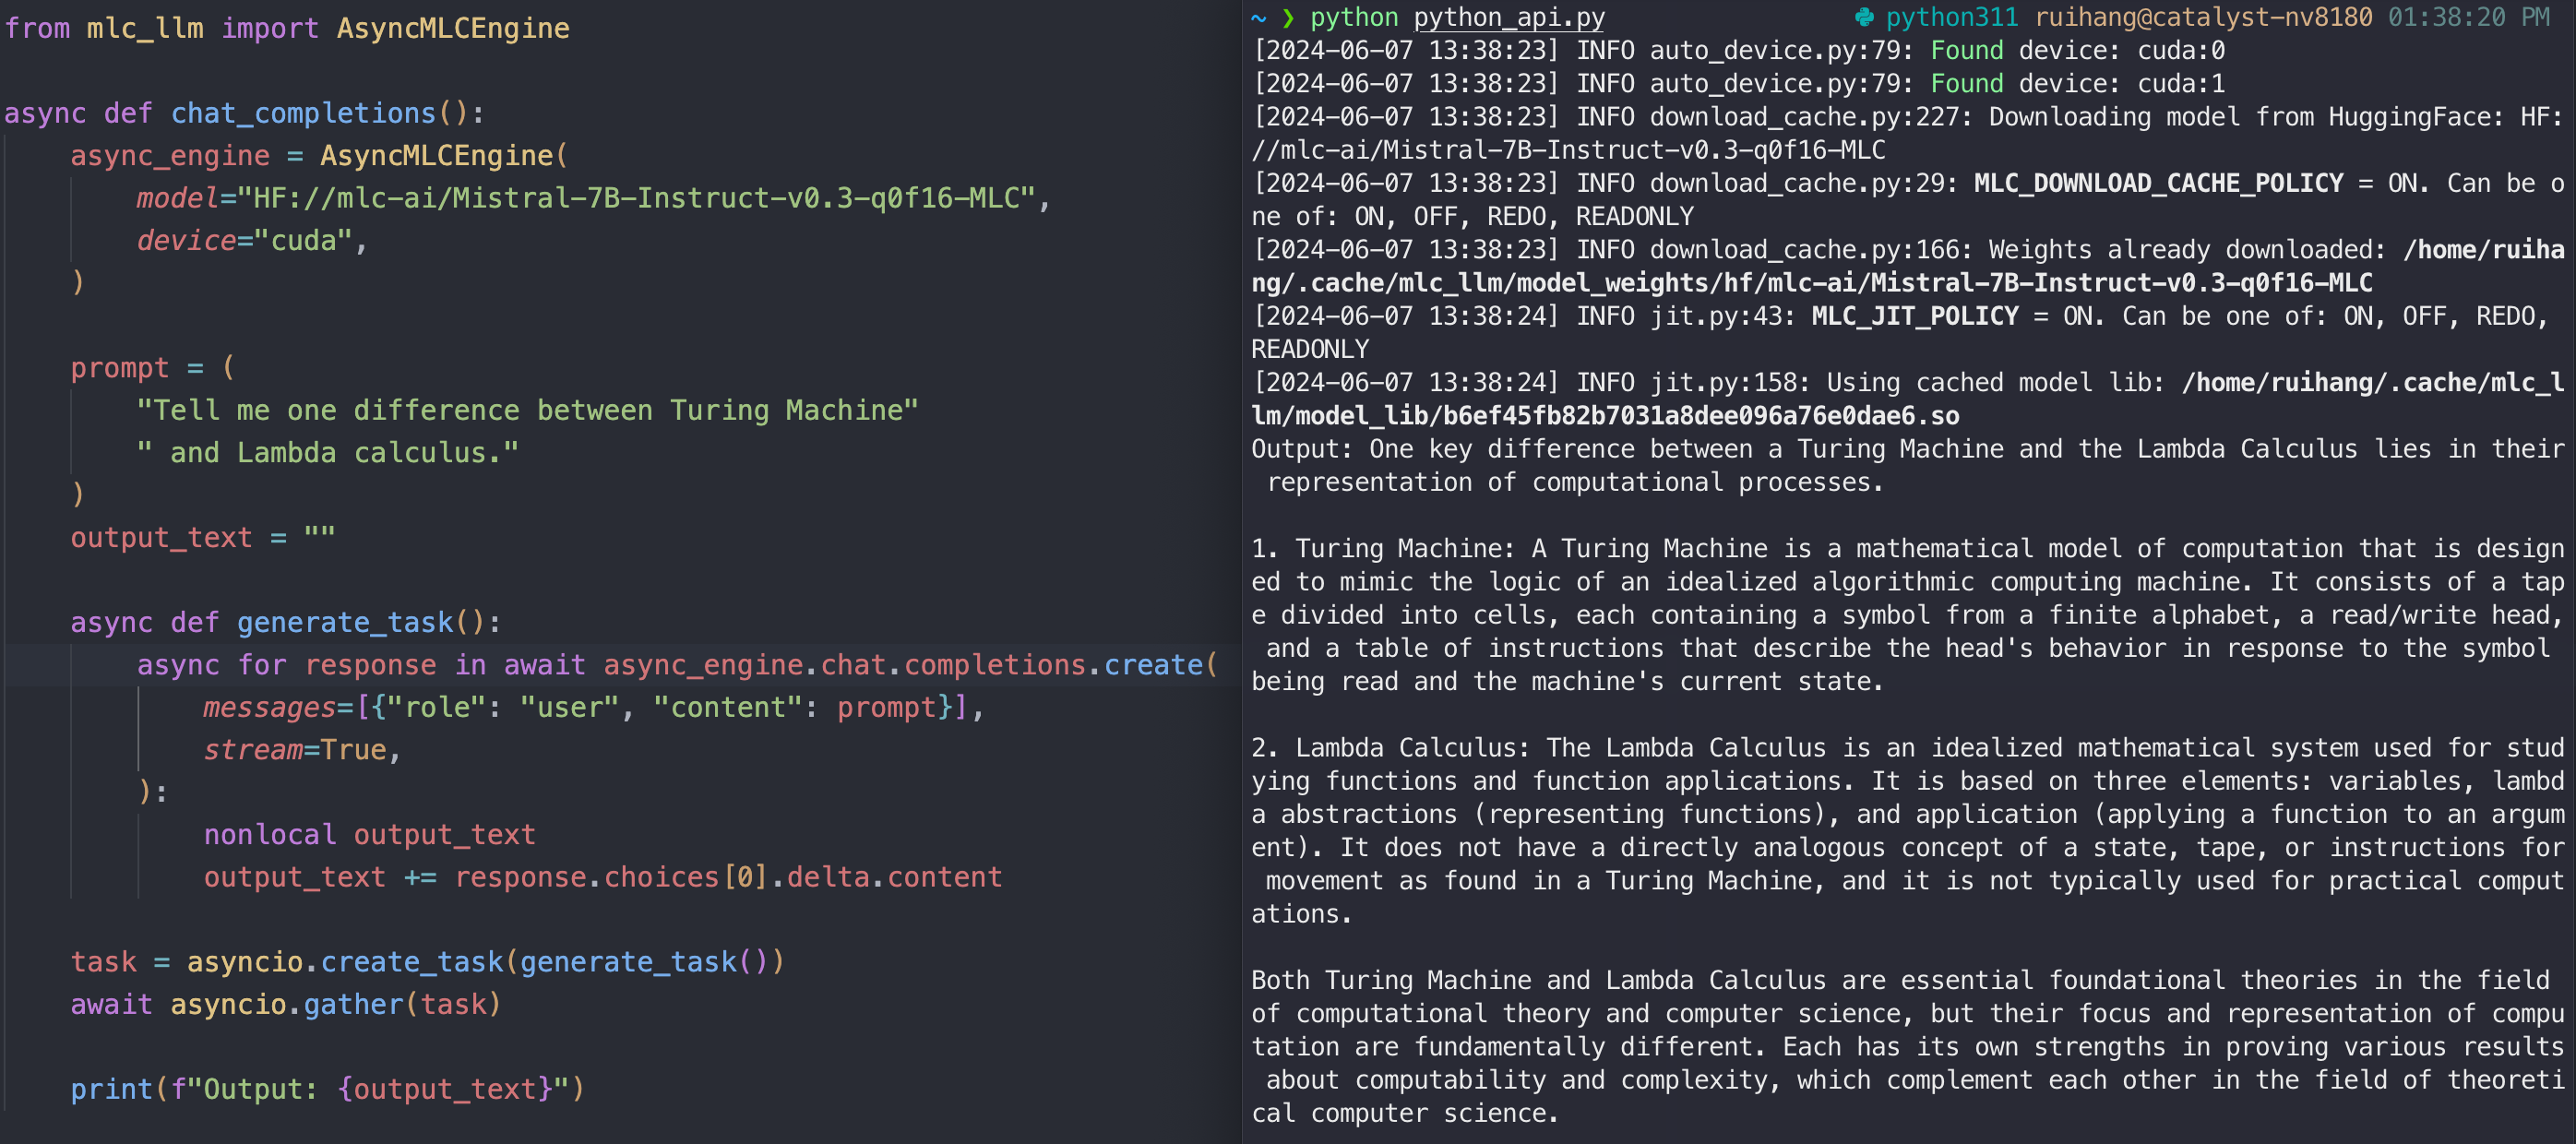 from mlc_llm import AsyncMLCEngine

async def chat_completions():
    async_engine = AsyncMLCEngine(
        model="HF://mlc-ai/Mistral-7B-Instruct-v0.3-q0f16-MLC",
        device="cuda",
    )

    prompt = (
        "Tell me one difference between Turing Machine"
        " and Lambda calculus."
    )
    output_text = ""

    async def generate_task():
        async for response in await async_engine.chat.completions.create(
            messages=[{"role": "user", "content": prompt}],
            stream=True,
        ):
            nonlocal output_text
            output_text += response.choices[0].delta.content

    task = asyncio.create_task(generate_task())
    await asyncio.gather(task)

    print(f"Output: {output_text}")

~ ❯ python python_api.py python311 ruihang@catalyst-nv8180 01:38:20 PM
[2024-06-07 13:38:23] INFO auto_device.py:79: Found device: cuda:0
[2024-06-07 13:38:23] INFO auto_device.py:79: Found device: cuda:1
[2024-06-07 13:38:23] INFO download_cache.py:227: Downloading model from HuggingFace: HF:
//mlc-ai/Mistral-7B-Instruct-v0.3-q0f16-MLC
[2024-06-07 13:38:23] INFO download_cache.py:29: MLC_DOWNLOAD_CACHE_POLICY = ON. Can be o
ne of: ON, OFF, REDO, READONLY
[2024-06-07 13:38:23] INFO download_cache.py:166: Weights already downloaded: /home/ruiha
ng/.cache/mlc_llm/model_weights/hf/mlc-ai/Mistral-7B-Instruct-v0.3-q0f16-MLC
[2024-06-07 13:38:24] INFO jit.py:43: MLC_JIT_POLICY = ON. Can be one of: ON, OFF, REDO,
READONLY
[2024-06-07 13:38:24] INFO jit.py:158: Using cached model lib: /home/ruihang/.cache/mlc_l
lm/model_lib/b6ef45fb82b7031a8dee096a76e0dae6.so
Output: One key difference between a Turing Machine and the Lambda Calculus lies in their
 representation of computational processes.

1. Turing Machine: A Turing Machine is a mathematical model of computation that is design
ed to mimic the logic of an idealized algorithmic computing machine. It consists of a tap
e divided into cells, each containing a symbol from a finite alphabet, a read/write head,
 and a table of instructions that describe the head's behavior in response to the symbol
being read and the machine's current state.

2. Lambda Calculus: The Lambda Calculus is an idealized mathematical system used for stud
ying functions and function applications. It is based on three elements: variables, lambd
a abstractions (representing functions), and application (applying a function to an argum
ent). It does not have a directly analogous concept of a state, tape, or instructions for
 movement as found in a Turing Machine, and it is not typically used for practical comput
ations.

Both Turing Machine and Lambda Calculus are essential foundational theories in the field
of computational theory and computer science, but their focus and representation of compu
tation are fundamentally different. Each has its own strengths in proving various results
 about computability and complexity, which complement each other in the field of theoreti
cal computer science.